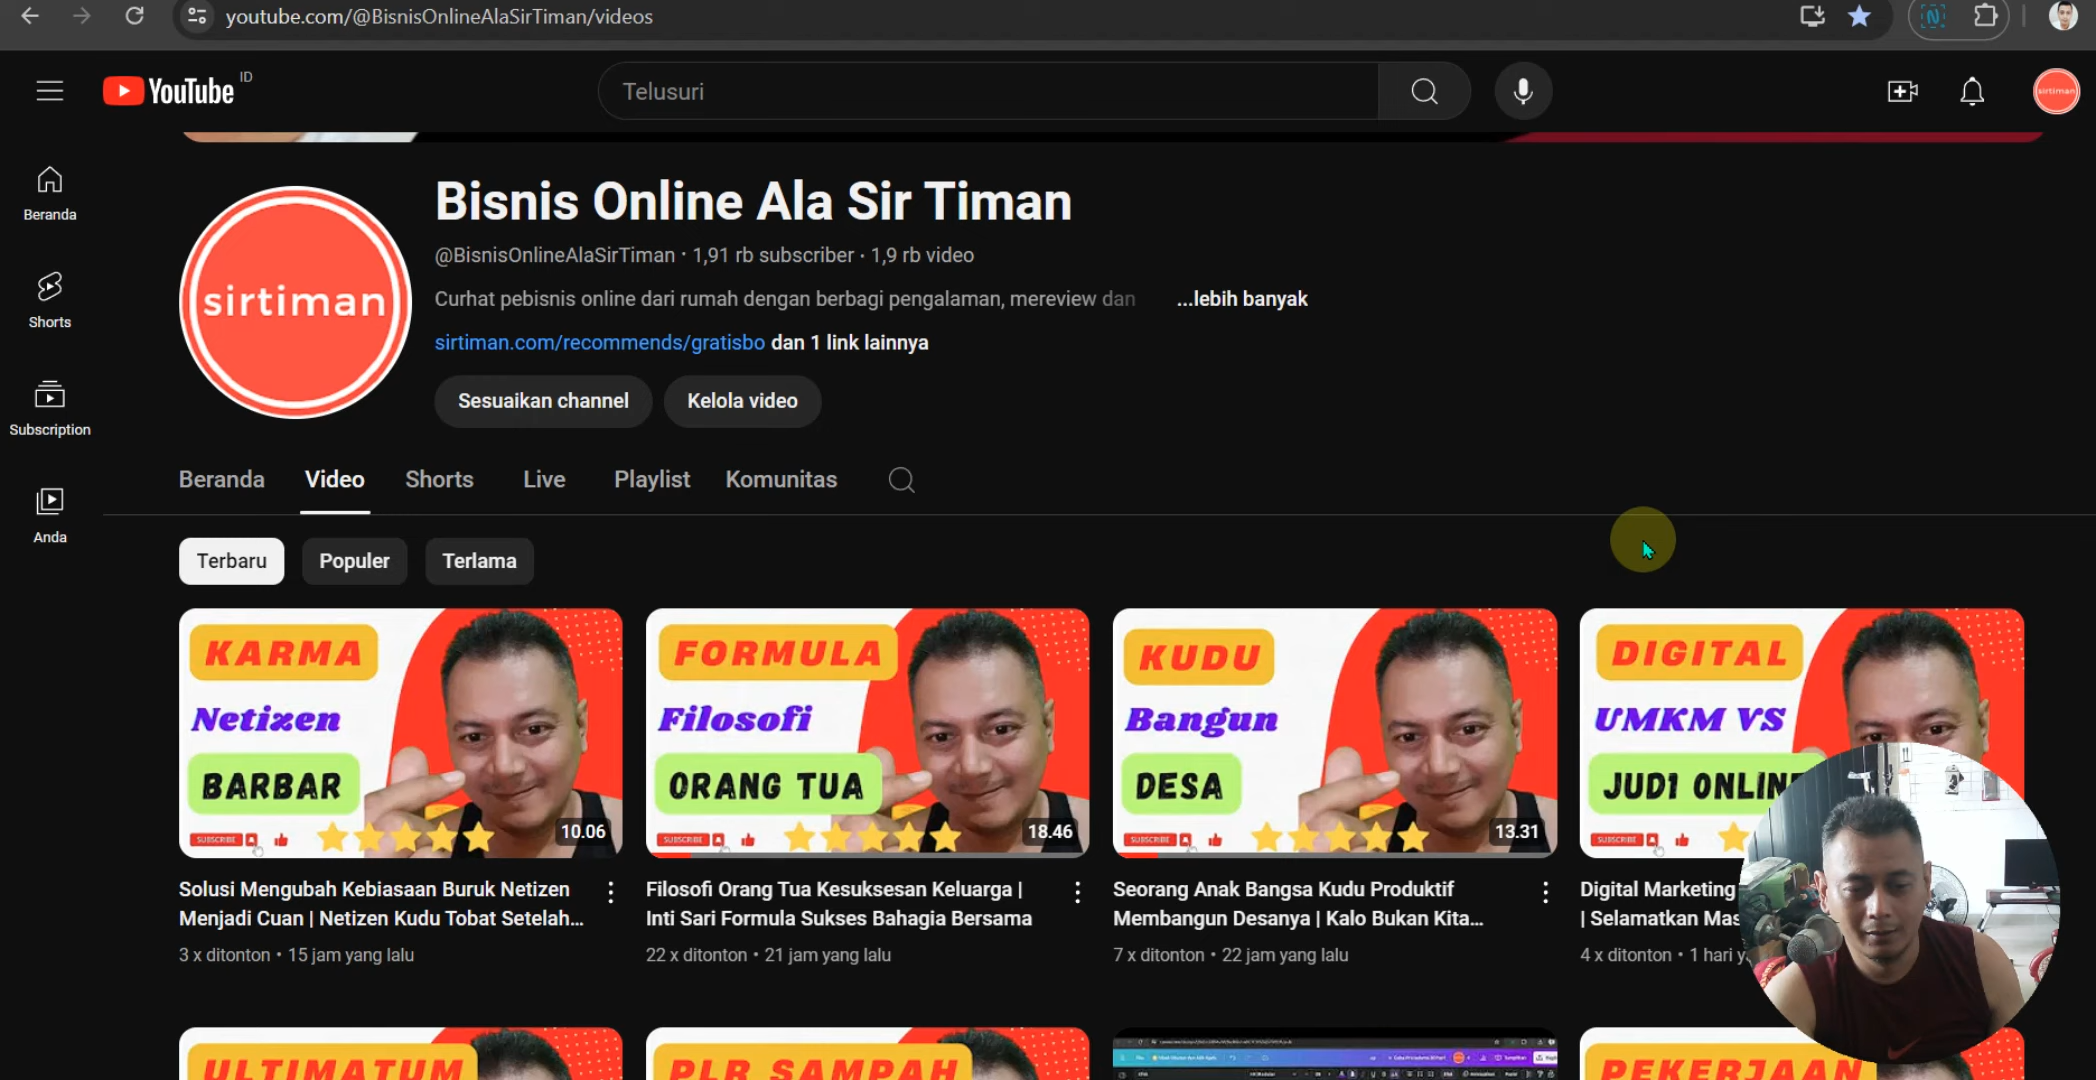 youtube.com/@BisnisOnlineAlaSirTiman/videos
YouTube ID
Telusuri
sirtiman
Beranda
Shorts
Subscription
Anda
sirtiman
Bisnis Online Ala Sir Timan
@BisnisOnlineAlaSirTiman · 1,91 rb subscriber · 1,9 rb video
Curhat pebisnis online dari rumah dengan berbagi pengalaman, mereview dan ...lebih banyak
sirtiman.com/recommends/gratisbo dan 1 link lainnya
Sesuaikan channel Kelola video
Beranda Video Shorts Live Playlist Komunitas
Terbaru Populer Terlama
KARMA
Netizen
BARBAR
SUBSCRIBE
10.06
Solusi Mengubah Kebiasaan Buruk Netizen
Menjadi Cuan | Netizen Kudu Tobat Setelah...
3 x ditonton · 15 jam yang lalu
FORMULA
Filosofi
ORANG TUA
SUBSCRIBE
18.46
Filosofi Orang Tua Kesuksesan Keluarga |
Inti Sari Formula Sukses Bahagia Bersama
22 x ditonton · 21 jam yang lalu
KUDU
Bangun
DESA
SUBSCRIBE
13.31
Seorang Anak Bangsa Kudu Produktif
Membangun Desanya | Kalo Bukan Kita...
7 x ditonton · 22 jam yang lalu
DIGITAL
UMKM VS
JUDI ONLINE
SUBSCRIBE
Digital Marketing
| Selamatkan Mas
4 x ditonton · 1 hari y
ULTIMATUM
PLR SAMPAH
PEKERJAAN